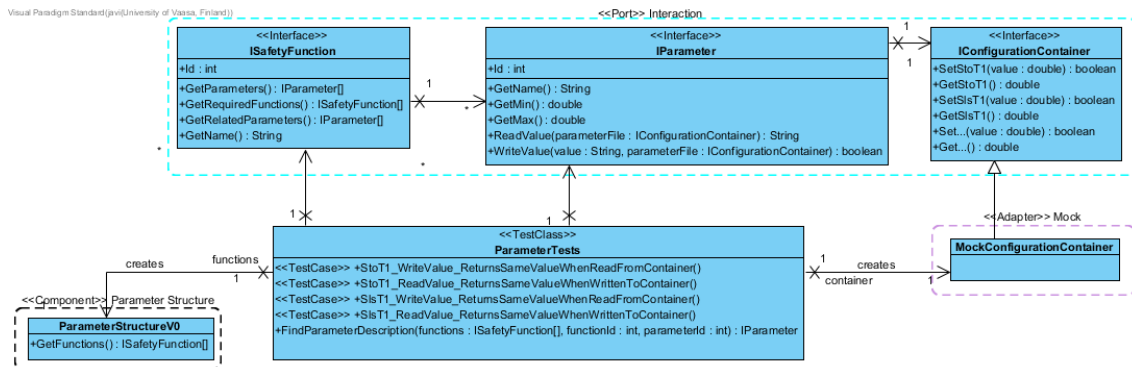 Visual Paradigm Standard(javi(University of Vaasa, Finland))
<<Port>> Interaction
<<Interface>>
ISafetyFunction
+Id : int
+GetParameters() : IParameter[]
+GetRequiredFunctions() : ISafetyFunction[]
+GetRelatedParameters() : IParameter[]
+GetName() : String
1
*
<<Interface>>
IParameter
+Id : int
+GetName() : String
+GetMin() : double
+GetMax() : double
+ReadValue(parameterFile : IConfigurationContainer) : String
+WriteValue(value : String, parameterFile : IConfigurationContainer) : boolean
1
1
<<Interface>>
IConfigurationContainer
+SetStoT1(value : double) : boolean
+GetStoT1() : double
+SetSlsT1(value : double) : boolean
+GetSlsT1() : double
+Set...(value : double) : boolean
+Get...() : double
*
*
1
1
<<Adapter>> Mock
MockConfigurationContainer
<<TestClass>>
ParameterTests
<<TestCase>> +StoT1_WriteValue_ReturnsSameValueWhenReadFromContainer()
<<TestCase>> +StoT1_ReadValue_ReturnsSameValueWhenWrittenToContainer()
<<TestCase>> +SlsT1_WriteValue_ReturnsSameValueWhenReadFromContainer()
<<TestCase>> +SlsT1_ReadValue_ReturnsSameValueWhenWrittenToContainer()
+FindParameterDescription(functions : ISafetyFunction[], functionId : int, parameterId : int) : IParameter
creates
functions
1
1
creates
container
1
<<Component>> Parameter Structure
1
ParameterStructureV0
+GetFunctions() : ISafetyFunction[]